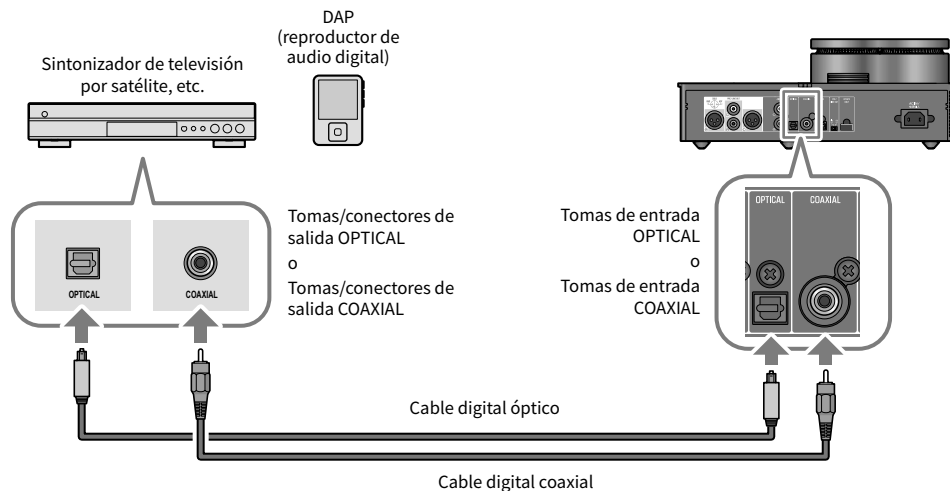 DAP
(reproductor de
audio digital)
Sintonizador de televisión
por satélite, etc.
OPTICAL
COAXIAL
Tomas/conectores de
salida OPTICAL
o
Tomas/conectores de
salida COAXIAL
Tomas de entrada
OPTICAL
o
Tomas de entrada
COAXIAL
OPTICAL
COAXIAL
Cable digital óptico
Cable digital coaxial